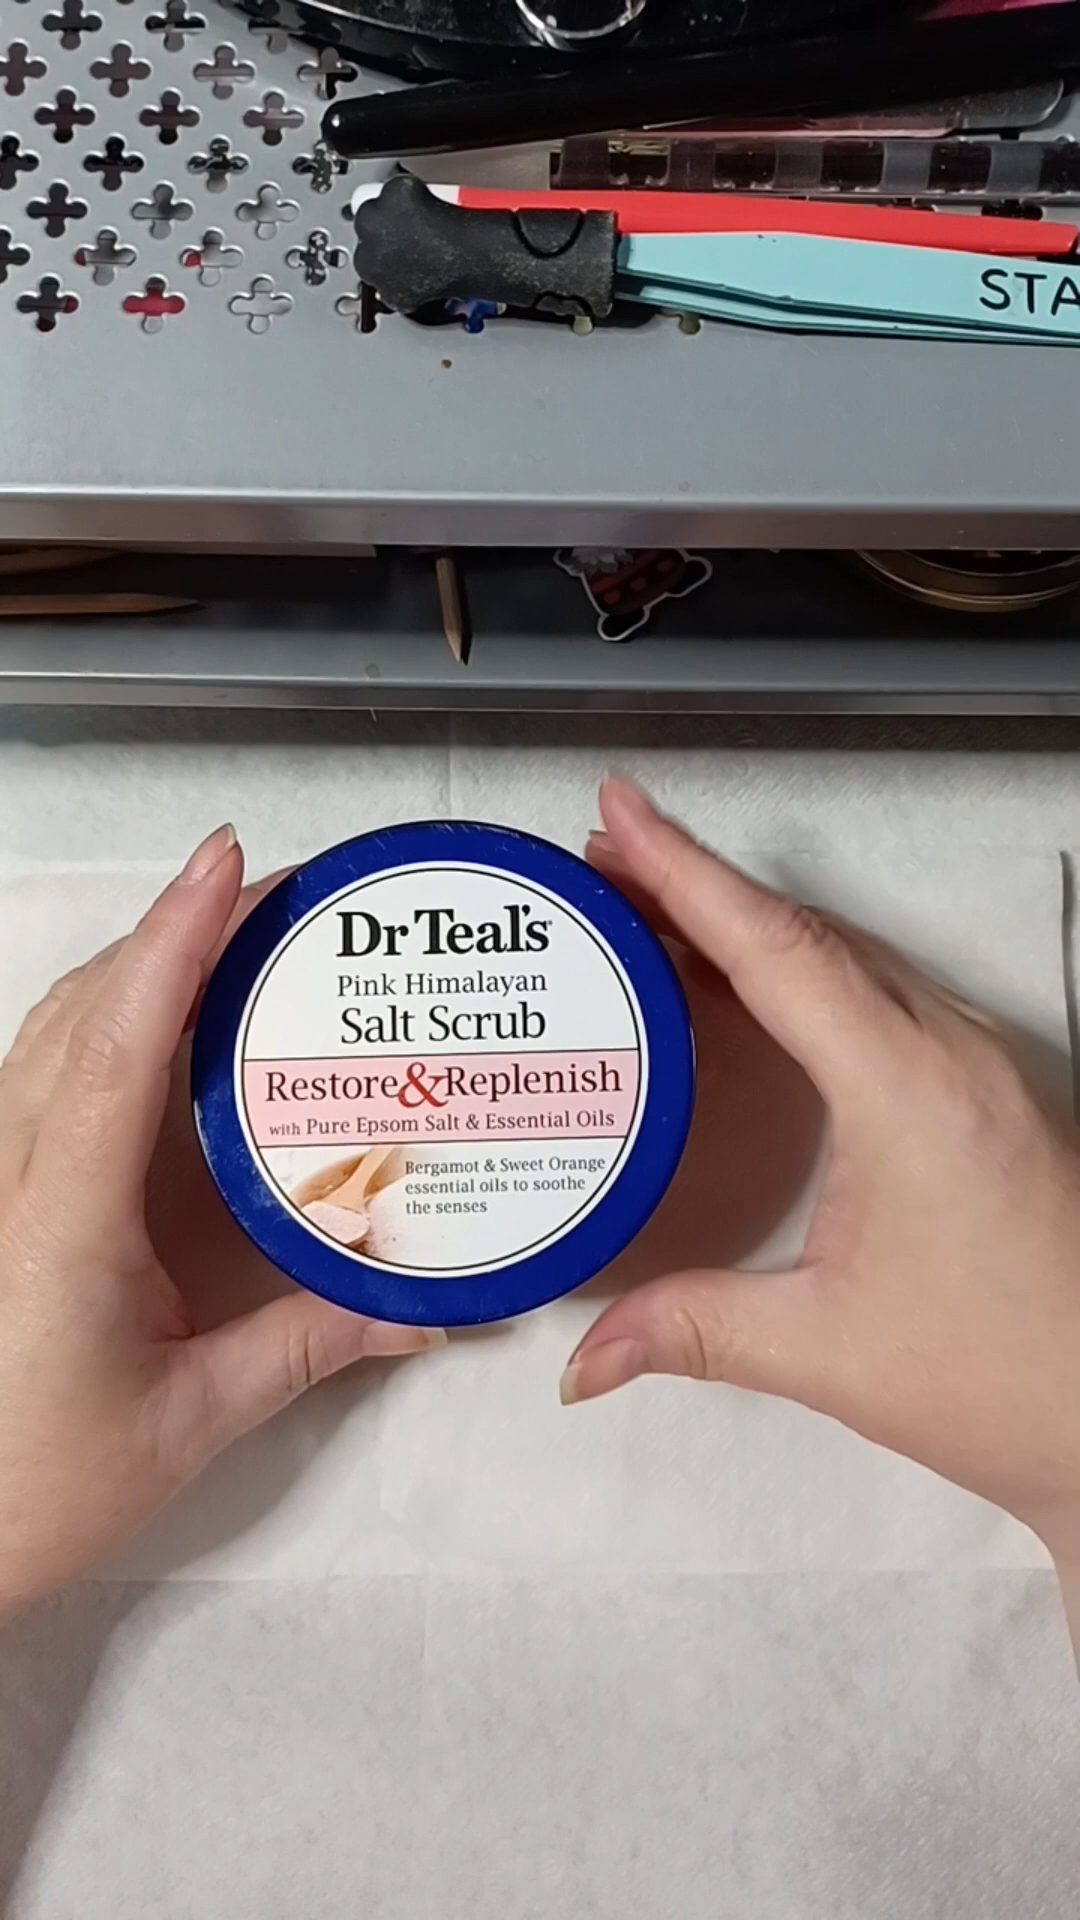 STA
Dr Teal's
Pink Himalayan
Salt Scrub
Restore & Replenish
with Pure Epsom Salt & Essential Oils
Bergamot & Sweet Orange
essential oils to soothe
the senses